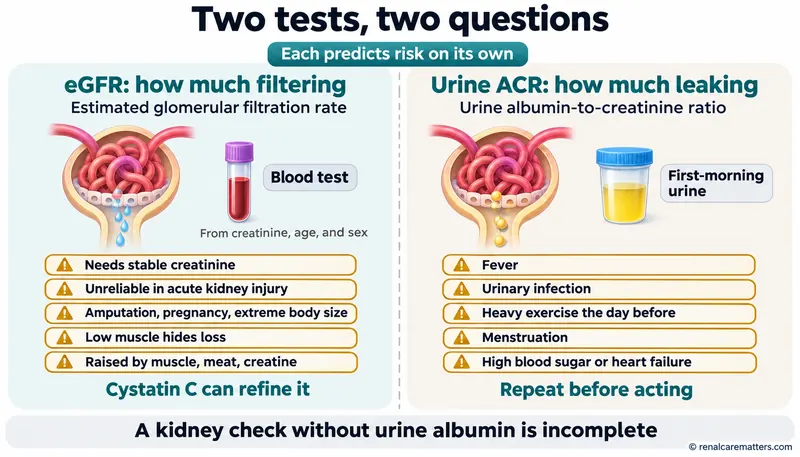 Two tests, two questions
Each predicts risk on its own
eGFR: how much filtering
Estimated glomerular filtration rate
Blood test
From creatinine, age, and sex
Needs stable creatinine
Unreliable in acute kidney injury
Amputation, pregnancy, extreme body size
Low muscle hides loss
Raised by muscle, meat, creatine
Cystatin C can refine it
Urine ACR: how much leaking
Urine albumin-to-creatinine ratio
First-morning
urine
Fever
Urinary infection
Heavy exercise the day before
Menstruation
High blood sugar or heart failure
Repeat before acting
A kidney check without urine albumin is incomplete
© renalcarematters.com